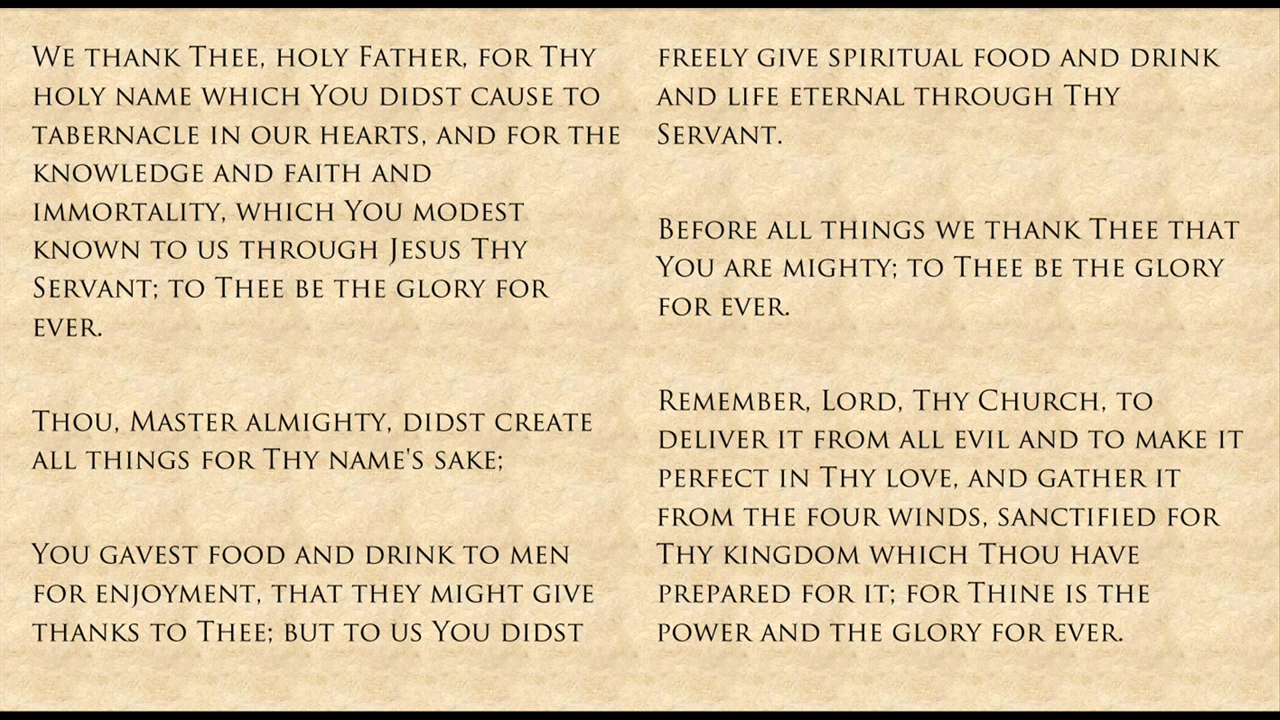 We thank Thee, holy Father, for Thy
holy name which You didst cause to
tabernacle in our hearts, and for the
knowledge and faith and
immortality, which You modest
known to us through Jesus Thy
Servant; to Thee be the glory for
ever.
Thou, Master almighty, didst create
all things for Thy name's sake;
You gavest food and drink to men
for enjoyment, that they might give
thanks to Thee; but to us You didst
freely give spiritual food and drink
and life eternal through Thy
Servant.
Before all things we thank Thee that
You are mighty; to Thee be the glory
for ever.
Remember, Lord, Thy Church, to
deliver it from all evil and to make it
perfect in Thy love, and gather it
from the four winds, sanctified for
Thy kingdom which Thou have
prepared for it; for Thine is the
power and the glory for ever.